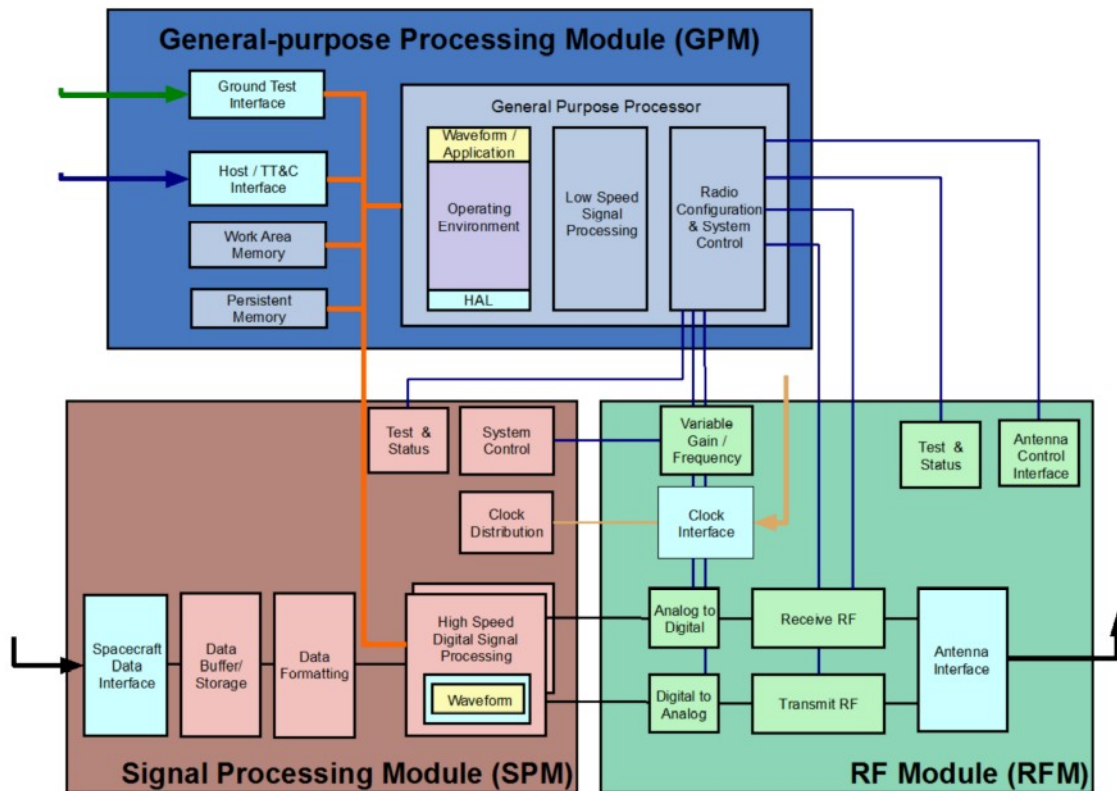 General-purpose Processing Module (GPM)
Ground Test
Interface
Host / TT&C
Interface
Work Area
Memory
Persistent
Memory
General Purpose Processor
Waveform /
Application
Operating
Environment
HAL
Low Speed
Signal
Processing
Radio
Configuration
& System
Control
Test &
Status
System
Control
Clock
Distribution
Spacecraft
Data
Interface
Data
Buffer/
Storage
Data
Formatting
High Speed
Digital Signal
Processing
Waveform
Signal Processing Module (SPM)
Variable
Gain /
Frequency
Clock
Interface
Test &
Status
Antenna
Control
Interface
Analog to
Digital
Receive RF
Digital to
Analog
Transmit RF
Antenna
Interface
RF Module (RFM)